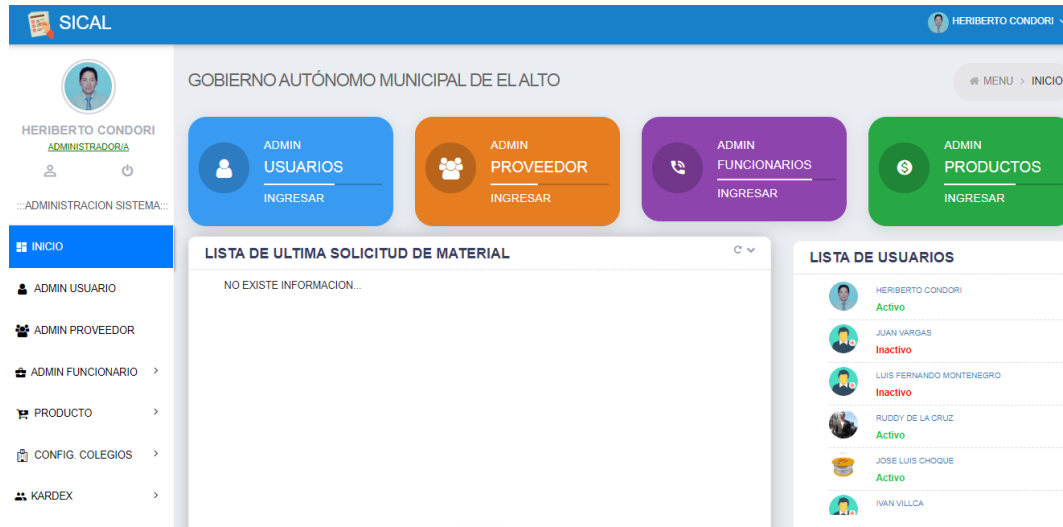 SICAL
HERIBERTO CONDORI
HERIBERTO CONDORI
ADMINISTRADOR/A
:::ADMINISTRACION SISTEMA:::
INICIO
ADMIN USUARIO
ADMIN PROVEEDOR
ADMIN FUNCIONARIO
PRODUCTO
CONFIG. COLEGIOS
KARDEX
GOBIERNO AUTÓNOMO MUNICIPAL DE EL ALTO
MENU > INICIO
ADMIN
USUARIOS
INGRESAR
ADMIN
PROVEEDOR
INGRESAR
ADMIN
FUNCIONARIOS
INGRESAR
ADMIN
PRODUCTOS
INGRESAR
LISTA DE ULTIMA SOLICITUD DE MATERIAL
NO EXISTE INFORMACION...
LISTA DE USUARIOS
HERIBERTO CONDORI
Activo
JUAN VARGAS
Inactivo
LUIS FERNANDO MONTENEGRO
Inactivo
RUDDY DE LA CRUZ
Activo
JOSE LUIS CHOQUE
Activo
IVAN VILLCA